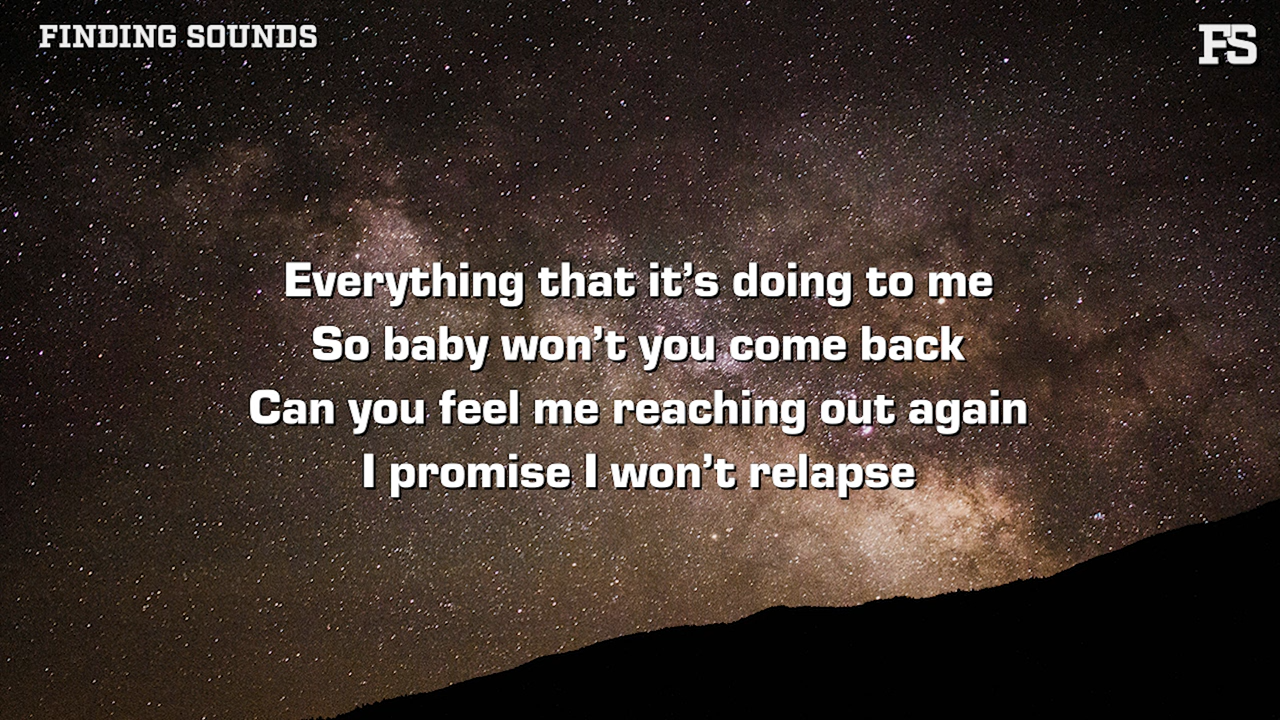 FINDING SOUNDS
FS
Everything that it’s doing to me
So baby won’t you come back
Can you feel me reaching out again
I promise I won’t relapse